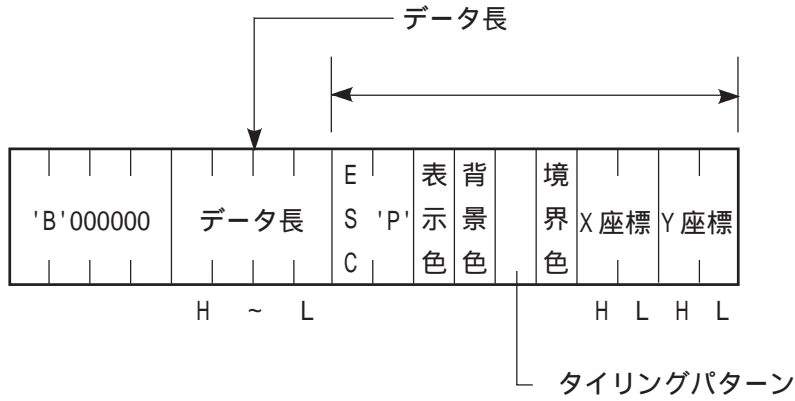 データ長
'B'000000 データ長 ESC 'P' 表示色 背景色 境界色 X座標 Y座標
H ~ L H L H L
タイリングパターン